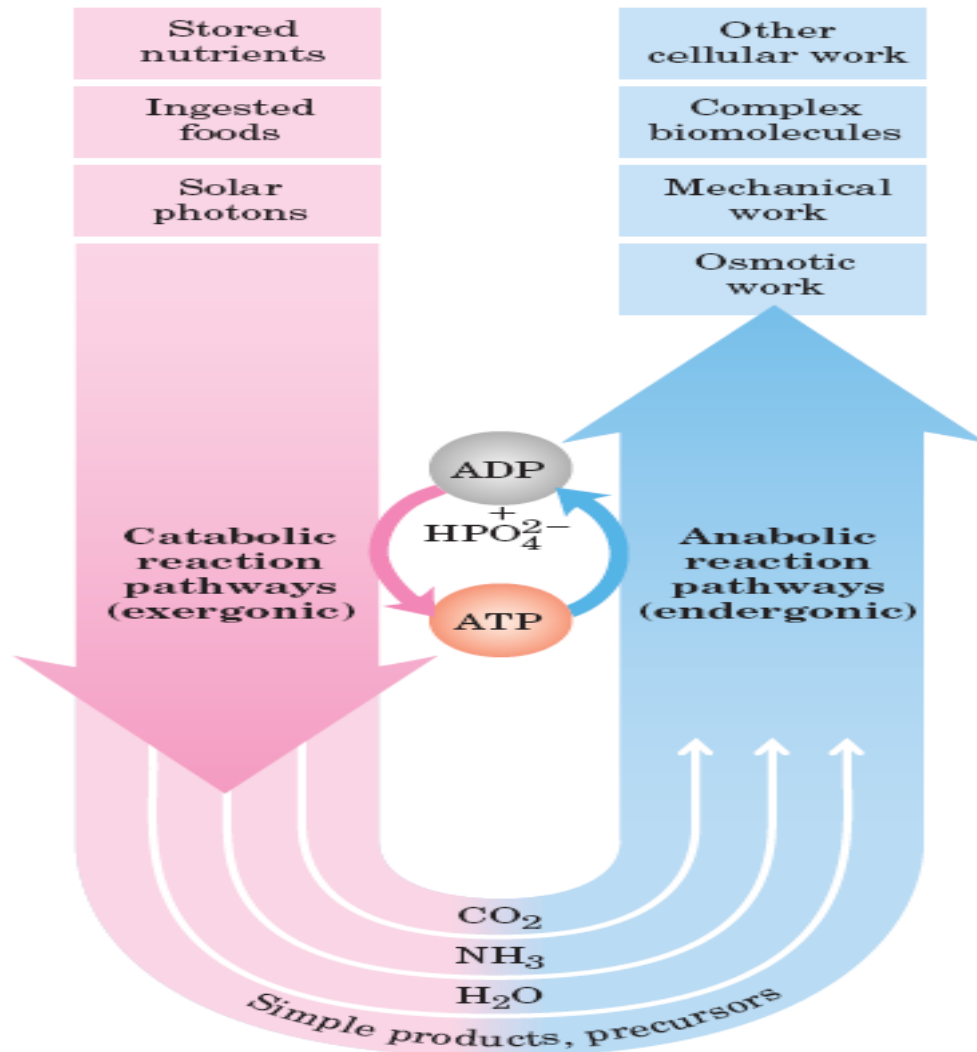 Stored
nutrients
Ingested
foods
Solar
photons
Other
cellular work
Complex
biomolecules
Mechanical
work
Osmotic
work
ADP
+
HPO₄²⁻
ATP
Catabolic
reaction
pathways
(exergonic)
Anabolic
reaction
pathways
(endergonic)
CO₂
NH₃
H₂O
Simple products, precursors